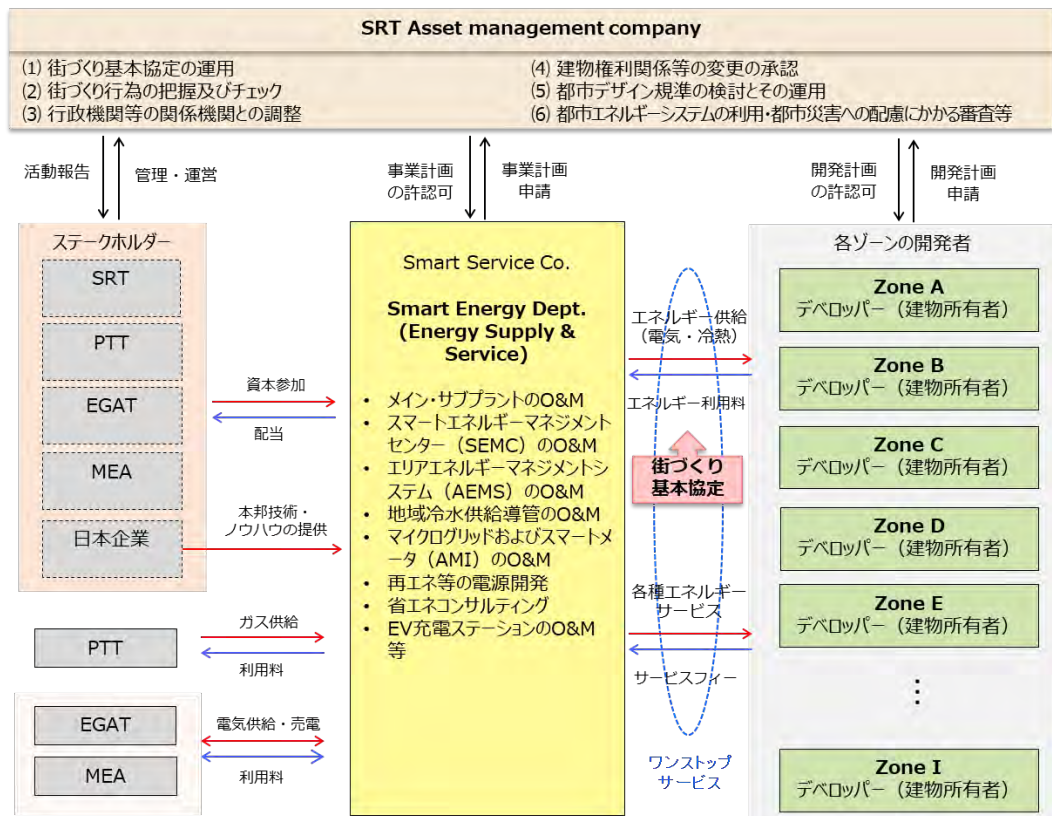 SRT Asset management company
(1) 街づくり基本協定の運用
(2) 街づくり行為の把握及びチェック
(3) 行政機関等の関係機関との調整
(4) 建物権利関係等の変更の承認
(5) 都市デザイン規準の検討とその運用
(6) 都市エネルギーシステムの利用・都市災害への配慮にかかる審査等
活動報告
管理・運営
事業計画
の許認可
事業計画
申請
開発計画
の許認可
開発計画
申請
ステークホルダー
SRT
PTT
EGAT
MEA
日本企業
資本参加
配当
本邦技術・
ノウハウの提供
PTT
ガス供給
利用料
EGAT
MEA
電気供給・売電
利用料
Smart Service Co.
Smart Energy Dept.
(Energy Supply &
Service)
• メイン・サブプラントのO&M
• スマートエネルギーマネジメント
センター（SEMC）のO&M
• エリアエネルギーマネジメントシ
ステム（AEMS）のO&M
• 地域冷水供給導管のO&M
• マイクログリッドおよびスマートメ
ータ（AMI）のO&M
• 再エネ等の電源開発
• 省エネコンサルティング
• EV充電ステーションのO&M
等
エネルギー供給
（電気・冷熱）
エネルギー利用料
街づくり
基本協定
各種エネルギー
サービス
サービスフィー
ワンストップ
サービス
各ゾーンの開発者
Zone A
デベロッパー（建物所有者）
Zone B
デベロッパー（建物所有者）
Zone C
デベロッパー（建物所有者）
Zone D
デベロッパー（建物所有者）
Zone E
デベロッパー（建物所有者）
⋮
Zone I
デベロッパー（建物所有者）